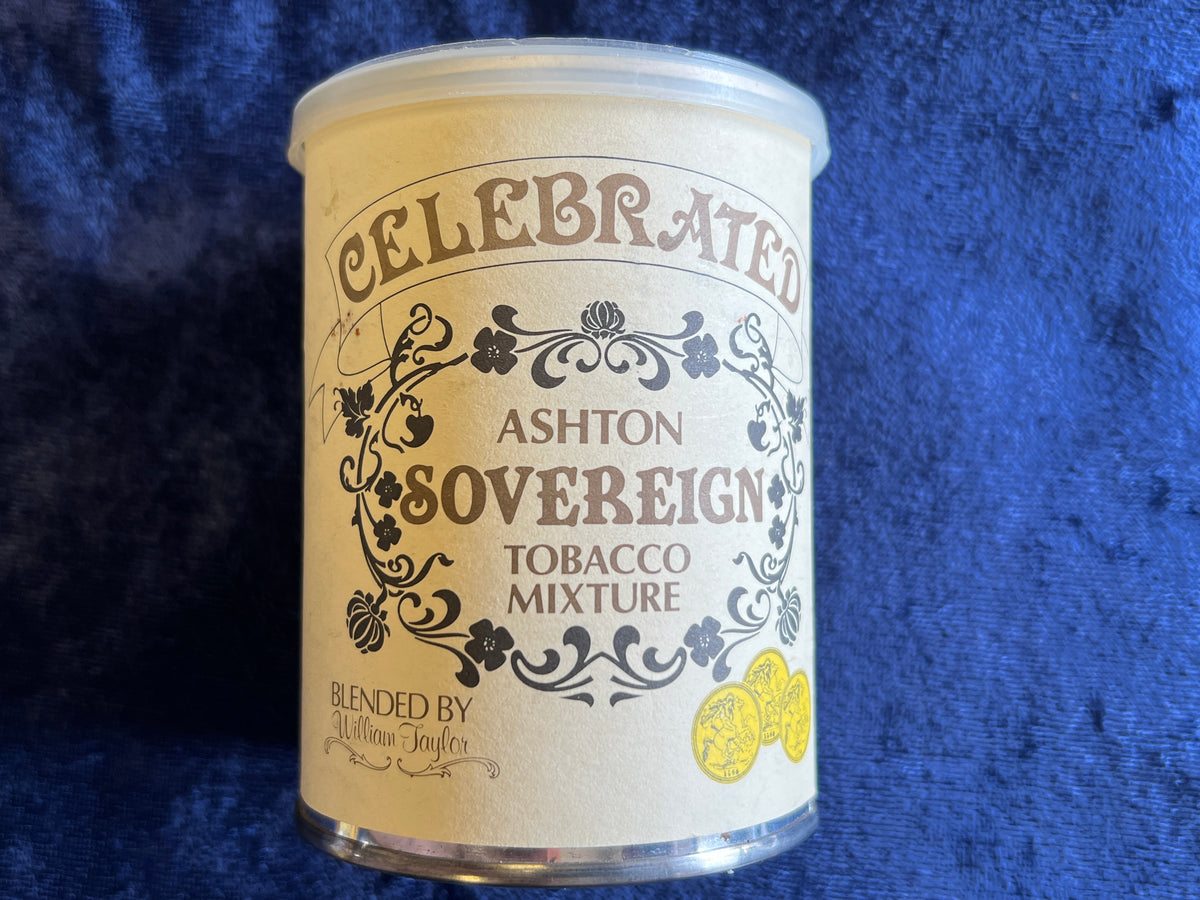 CELEBRATED
ASHTON
SOVEREIGN
TOBACCO
MIXTURE
BLENDED BY
William Taylor